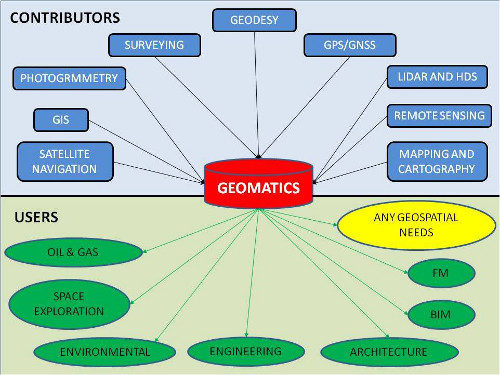 CONTRIBUTORS
GEODESY
SURVEYING
GPS/GNSS
PHOTOGRMMETRY
LIDAR AND HDS
GIS
REMOTE SENSING
SATELLITE
NAVIGATION
MAPPING AND
CARTOGRAPHY
GEOMATICS
USERS
ANY GEOSPATIAL
NEEDS
OIL & GAS
FM
SPACE
EXPLORATION
BIM
ENVIRONMENTAL
ENGINEERING
ARCHITECTURE